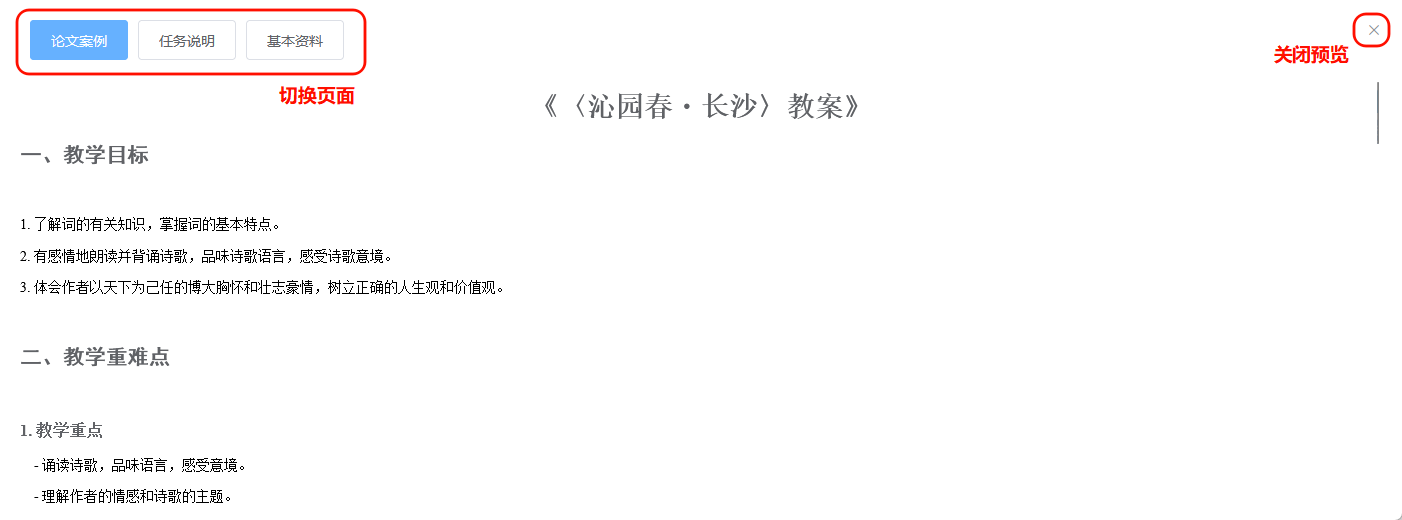 论文案例 任务说明 基本资料
×
关闭预览
切换页面
《〈沁园春·长沙〉教案》
一、教学目标
1. 了解词的有关知识，掌握词的基本特点。
2. 有感情地朗读并背诵诗歌，品味诗歌语言，感受诗歌意境。
3. 体会作者以天下为己任的博大胸怀和壮志豪情，树立正确的人生观和价值观。
二、教学重难点
1. 教学重点
- 诵读诗歌，品味语言，感受意境。
- 理解作者的情感和诗歌的主题。